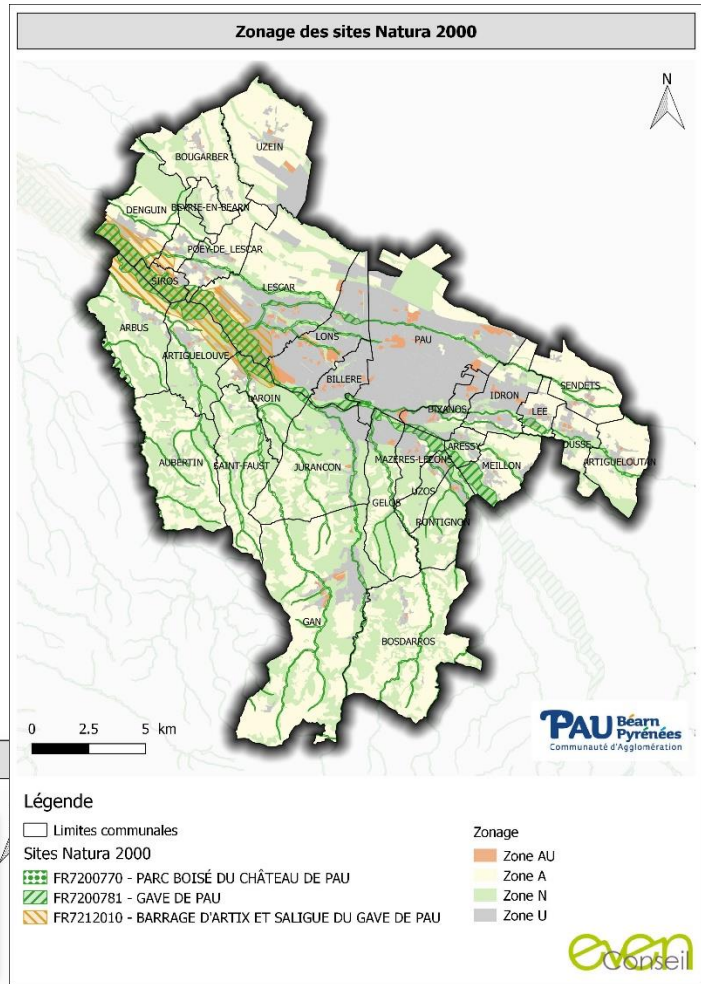 Zonage des sites Natura 2000
N
UZEIN
BOUGARBER
BEYRIE-EN-BEARN
DENGUIN
POEY-DE_LESCAR
SIROS
LESCAR
ARBUS
ARTIGUELOUVE
LONS
PAU
BILLERE
LAROIN
SENDETS
IDRON
LEE
BIZANOS
OUSSE
ARTIGUELOUTAN
ARESSY
MEILLON
AUBERTIN
SAINT-FAUST
JURANCON
MAZERES-LEZONS
UZOS
GELOS
RONTIGNON
GAN
BOSDARROS
0 2.5 5 km
PAU Béarn Pyrénées
Communauté d'Agglomération
Légende
Limites communales
Sites Natura 2000
FR7200770 - PARC BOISÉ DU CHÂTEAU DE PAU
FR7200781 - GAVE DE PAU
FR7212010 - BARRAGE D'ARTIX ET SALIGUE DU GAVE DE PAU
Zonage
Zone AU
Zone A
Zone N
Zone U
even
Conseil